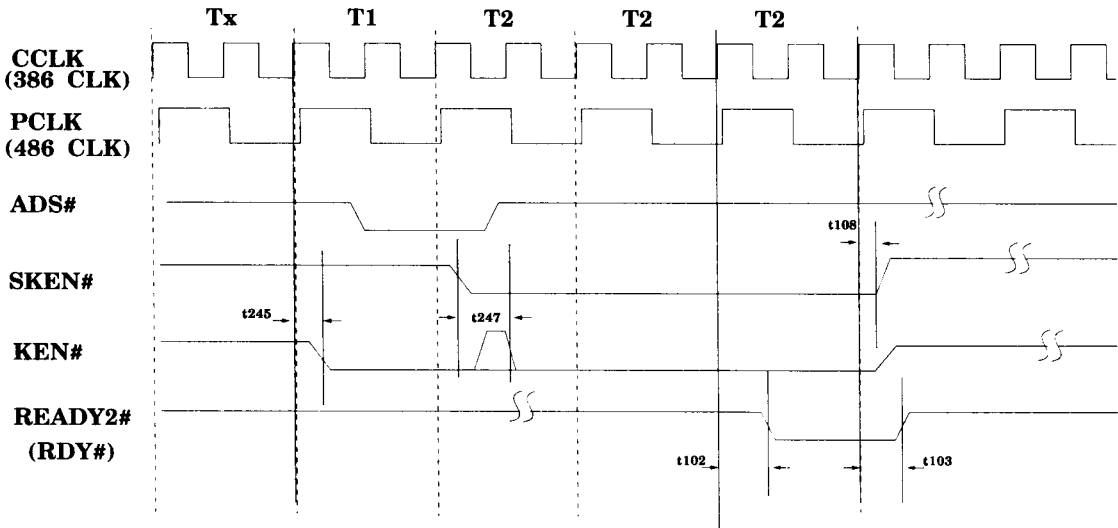 Tx T1 T2 T2 T2
CCLK
(386 CLK)
PCLK
(486 CLK)
ADS#
t108
SKEN#
t245
t247
KEN#
READY2#
(RDY#)
t102
t103